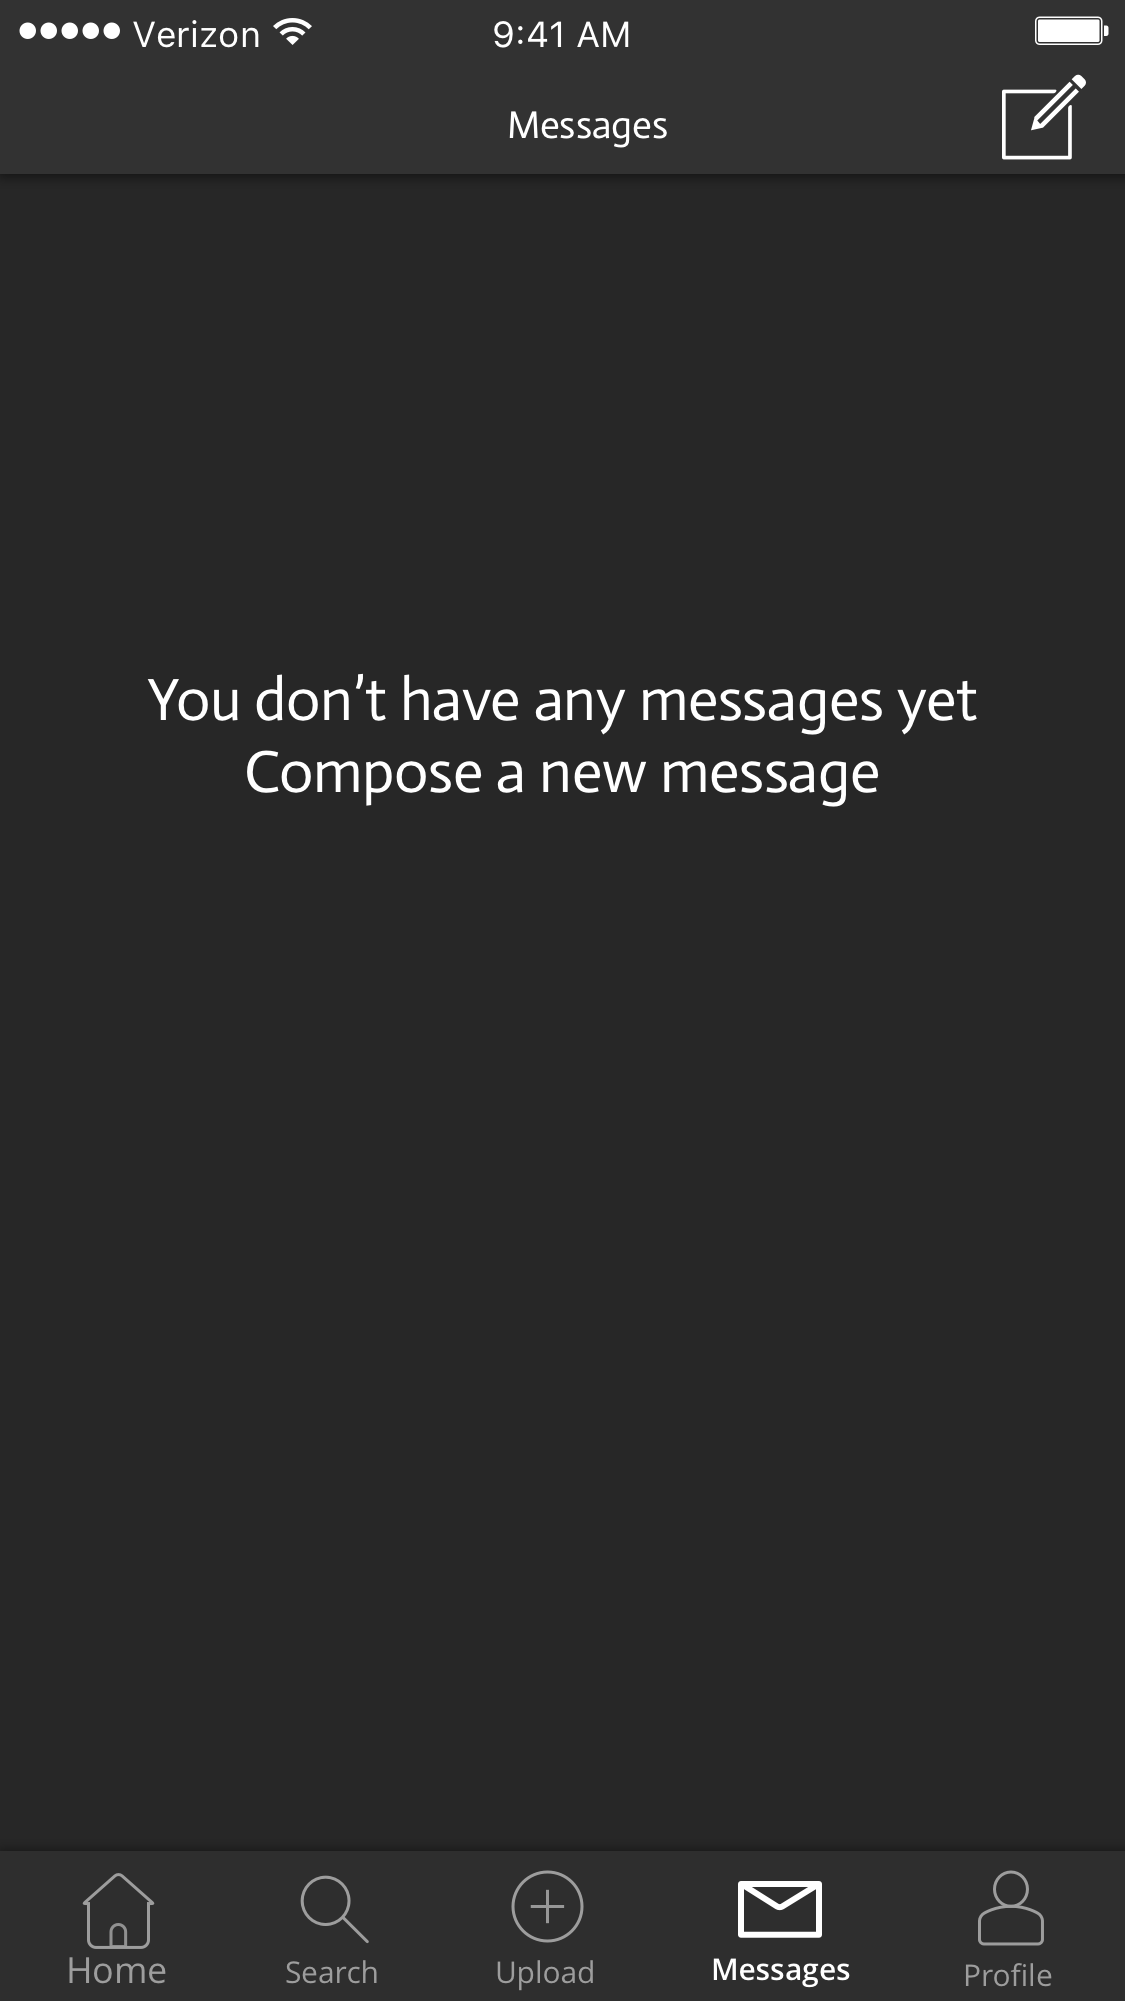 Verizon 9:41 AM
Messages
You don’t have any messages yet
Compose a new message
Home Search Upload Messages Profile